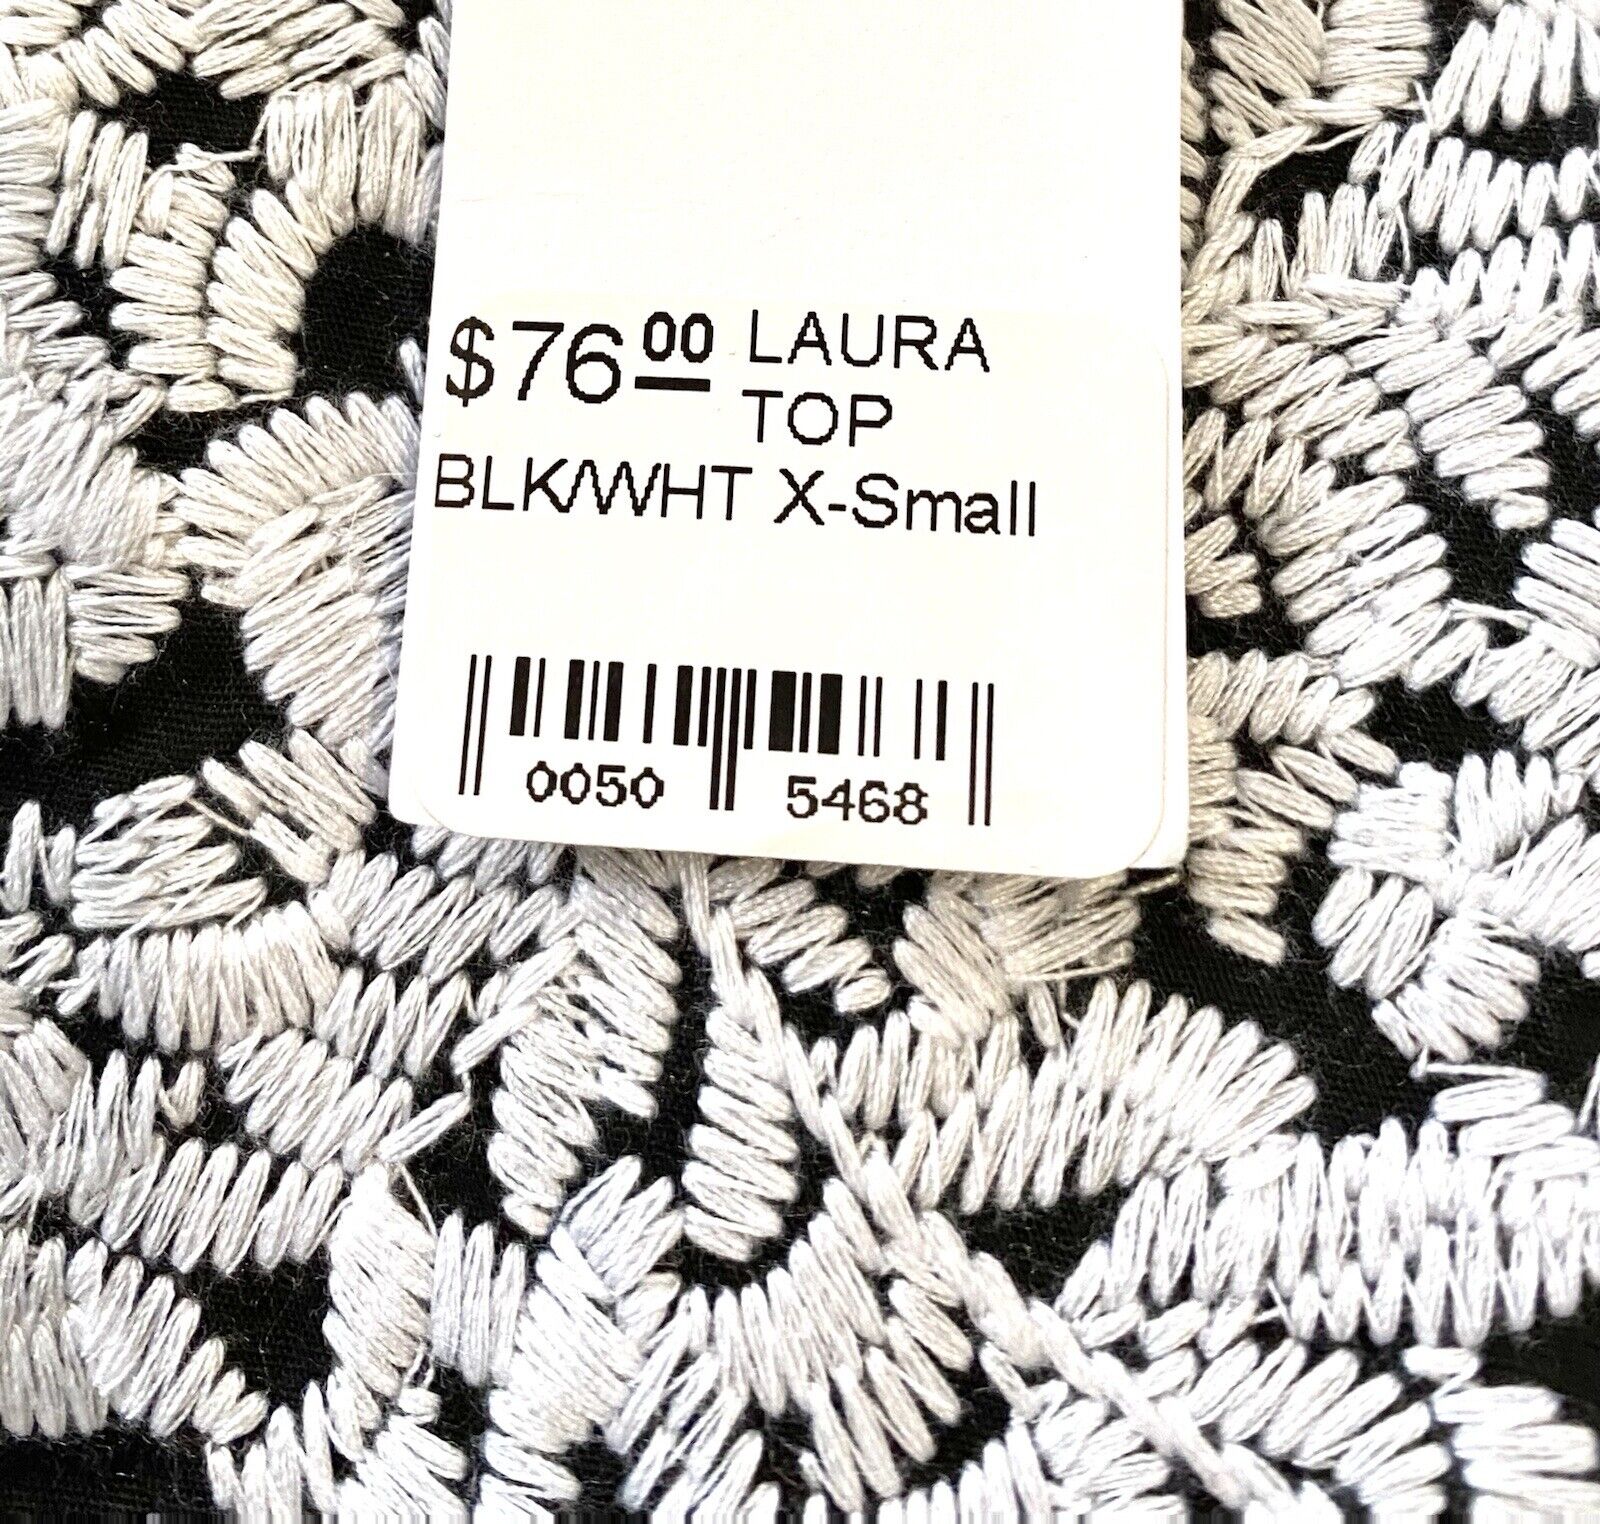 $76.00 LAURA
TOP
BLK/WHT X-Small
0050 5468